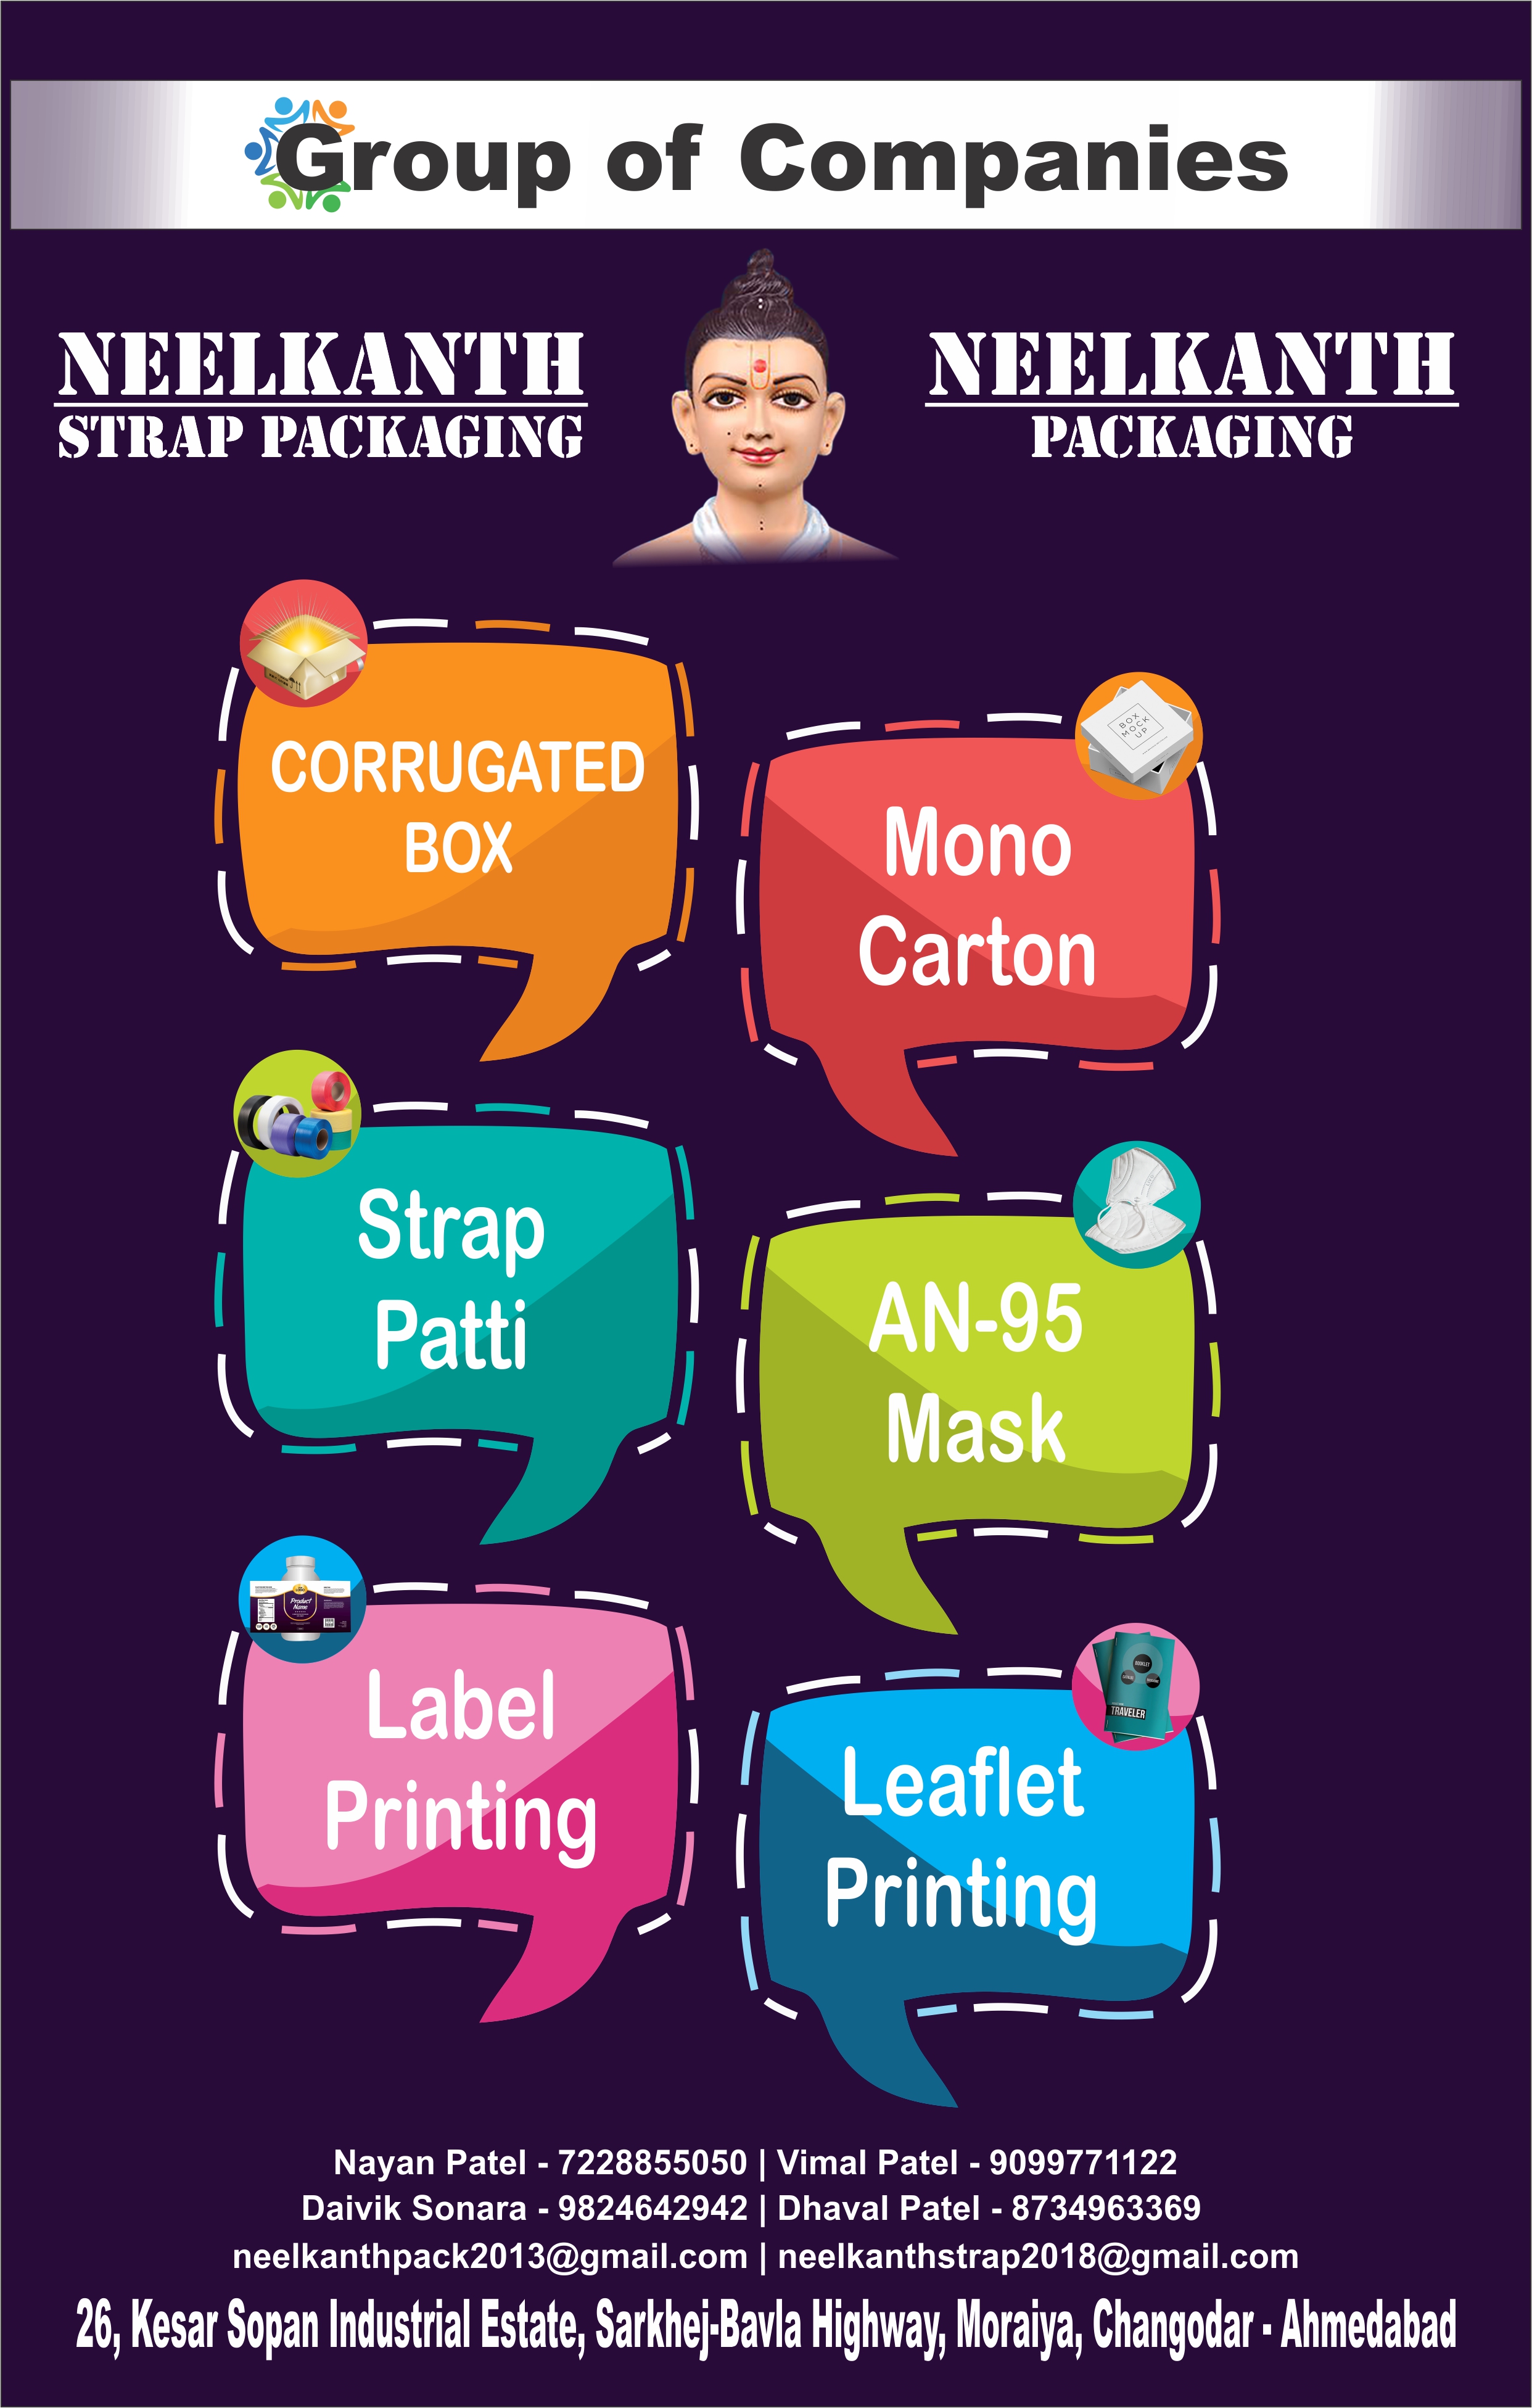 Group of Companies
NEELKANTH
STRAP PACKAGING
NEELKANTH
PACKAGING
CORRUGATED
BOX
BOX
MOCK
UP
Mono
Carton
Strap
Patti
AN-95
Mask
Product
Name
Label
Printing
BOOKLET
TRAVELER
Leaflet
Printing
Nayan Patel - 7228855050 | Vimal Patel - 9099771122
Daivik Sonara - 9824642942 | Dhaval Patel - 8734963369
neelkanthpack2013@gmail.com | neelkanthstrap2018@gmail.com
26, Kesar Sopan Industrial Estate, Sarkhej-Bavla Highway, Moraiya, Changodar - Ahmedabad